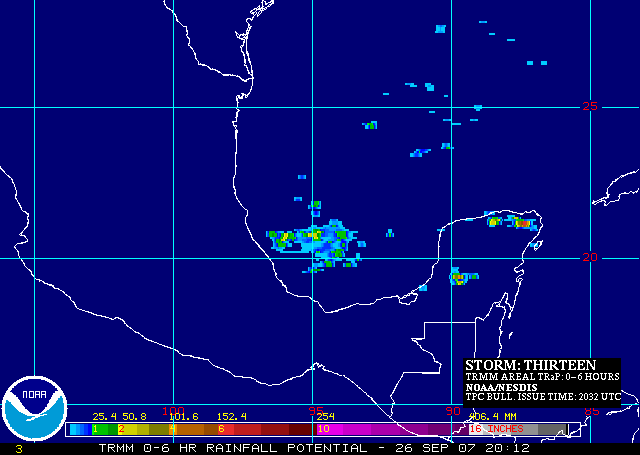 25
20
STORM: THIRTEEN
TRMM AREAL TRaP: 0-6 HOURS
NOAA/NESDIS
TPC BULL. ISSUE TIME: 2032 UTC
NOAA
100 95 90 85
25.4 50.8 101.6 152.4 254 406.4 MM
1 2 4 6 10 16 INCHES
3 TRMM 0-6 HR RAINFALL POTENTIAL - 26 SEP 07 20:12